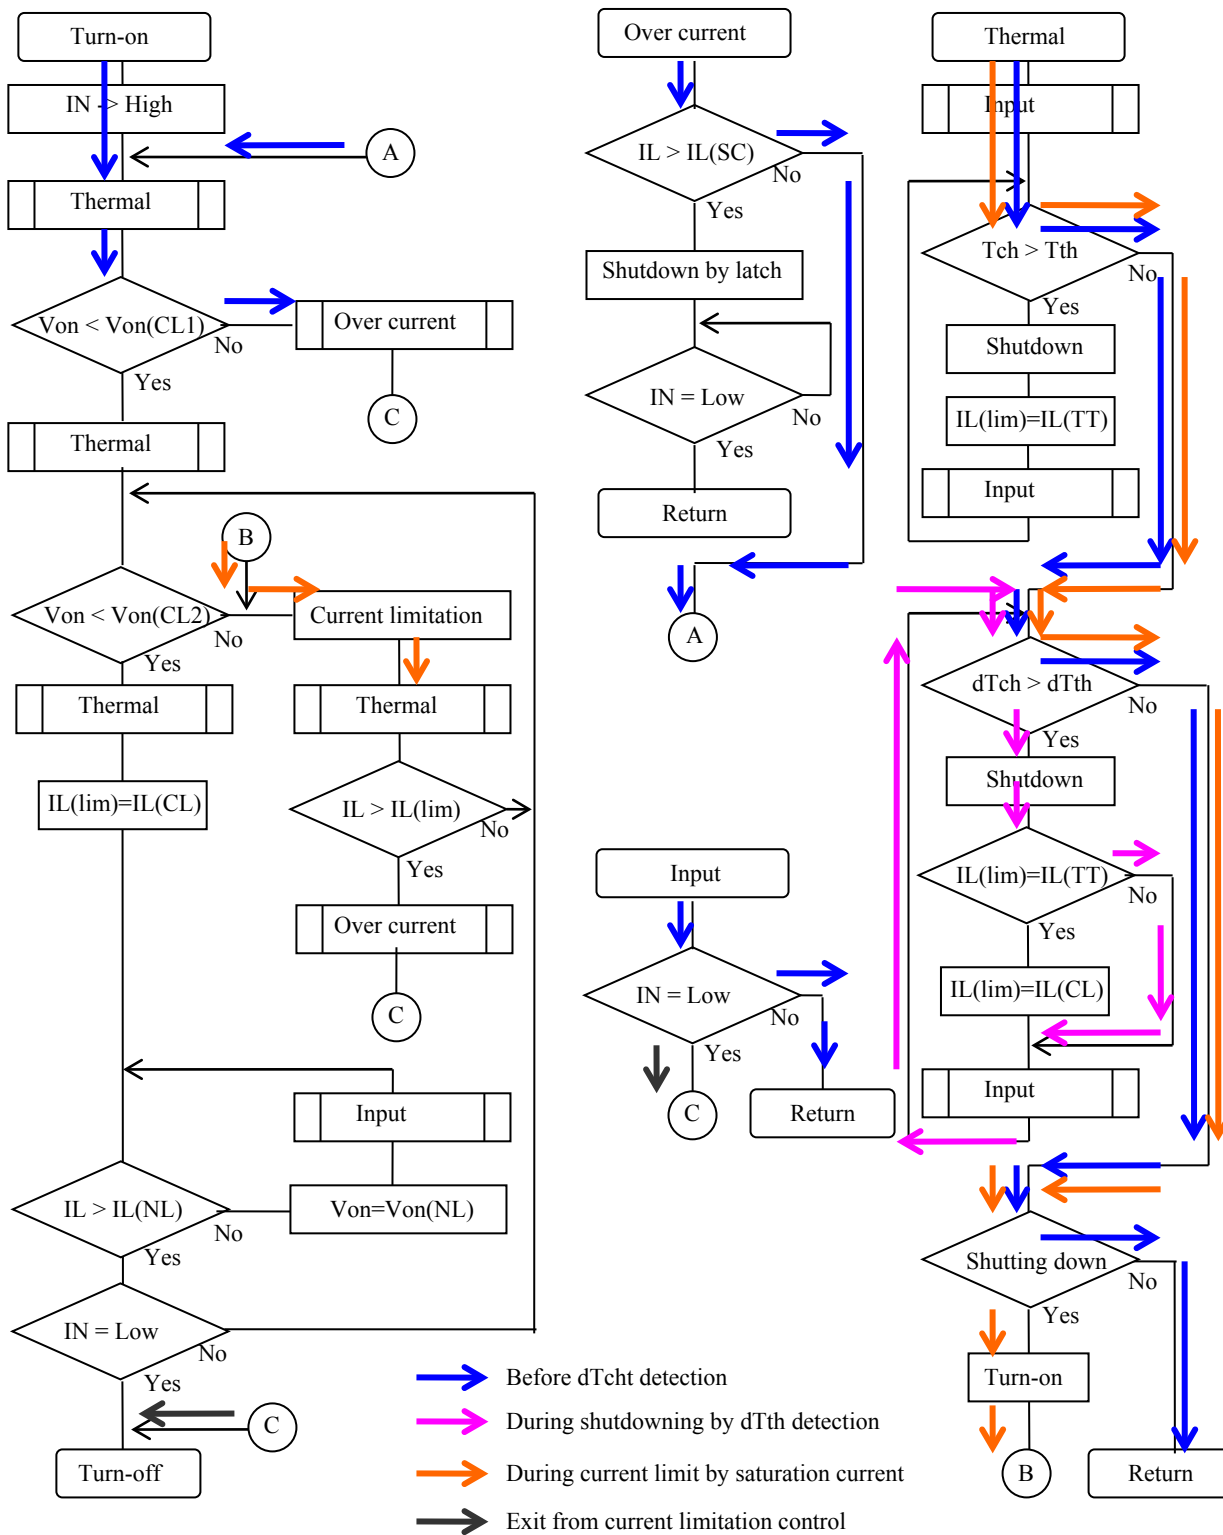 Turn-on
IN -> High
A
Thermal
Von < Von(CL1)
No
Yes
Over current
C
Thermal
B
Von < Von(CL2)
No
Yes
Current limitation
Thermal
Thermal
IL(lim)=IL(CL)
IL > IL(lim)
No
Yes
Over current
C
Input
Von=Von(NL)
IL > IL(NL)
No
Yes
IN = Low
No
Yes
C
Turn-off
Over current
IL > IL(SC)
No
Yes
Shutdown by latch
IN = Low
No
Yes
Return
A
Input
IN = Low
No
Yes
C
Return
Thermal
Input
Tch > Tth
No
Yes
Shutdown
IL(lim)=IL(TT)
Input
dTch > dTth
No
Yes
Shutdown
IL(lim)=IL(TT)
No
Yes
IL(lim)=IL(CL)
Input
Shutting down
No
Yes
Turn-on
B
Return
Before dTcht detection
During shutdowning by dTth detection
During current limit by saturation current
Exit from current limitation control